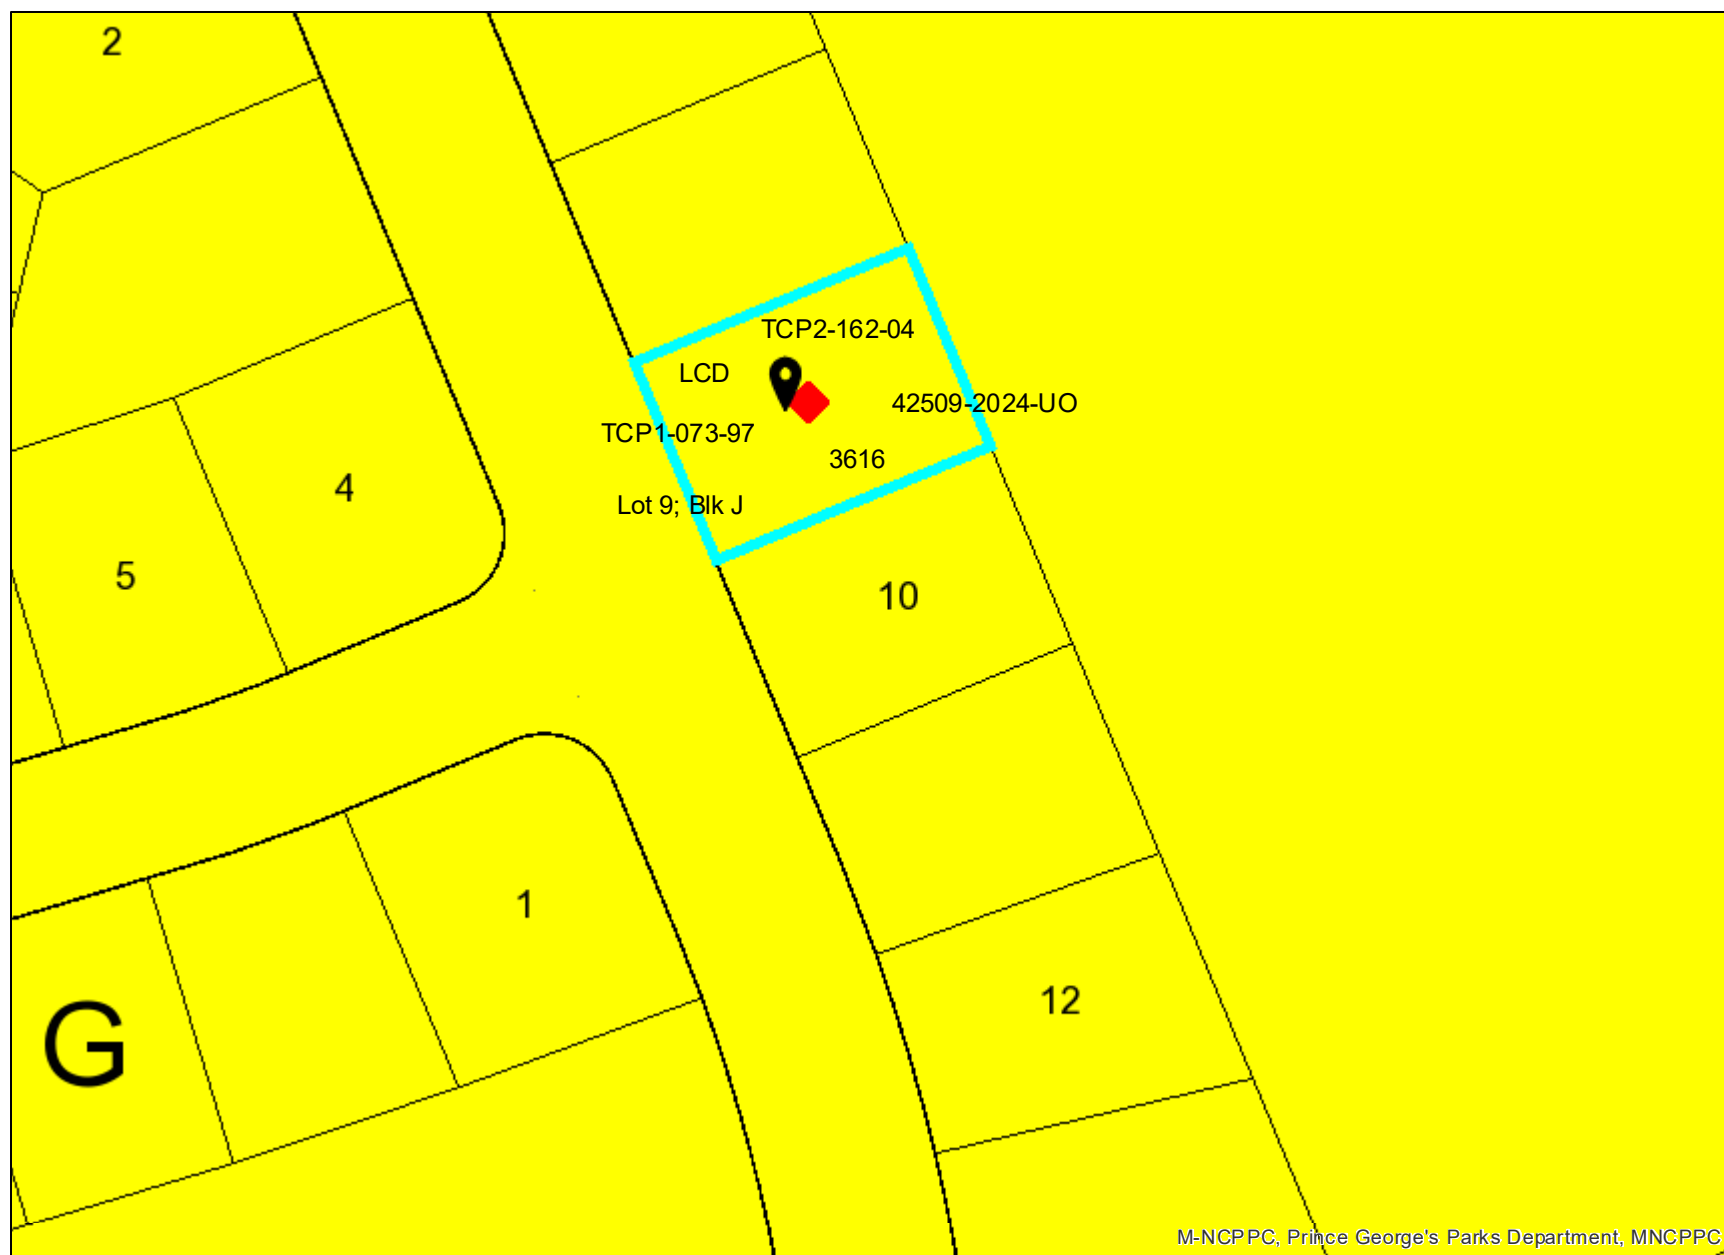 2
TCP2-162-04
LCD
42509-2024-UO
TCP1-073-97
3616
4
Lot 9; Blk J
5
10
1
12
G
M-NCPPC, Prince George's Parks Department, MNCPPC